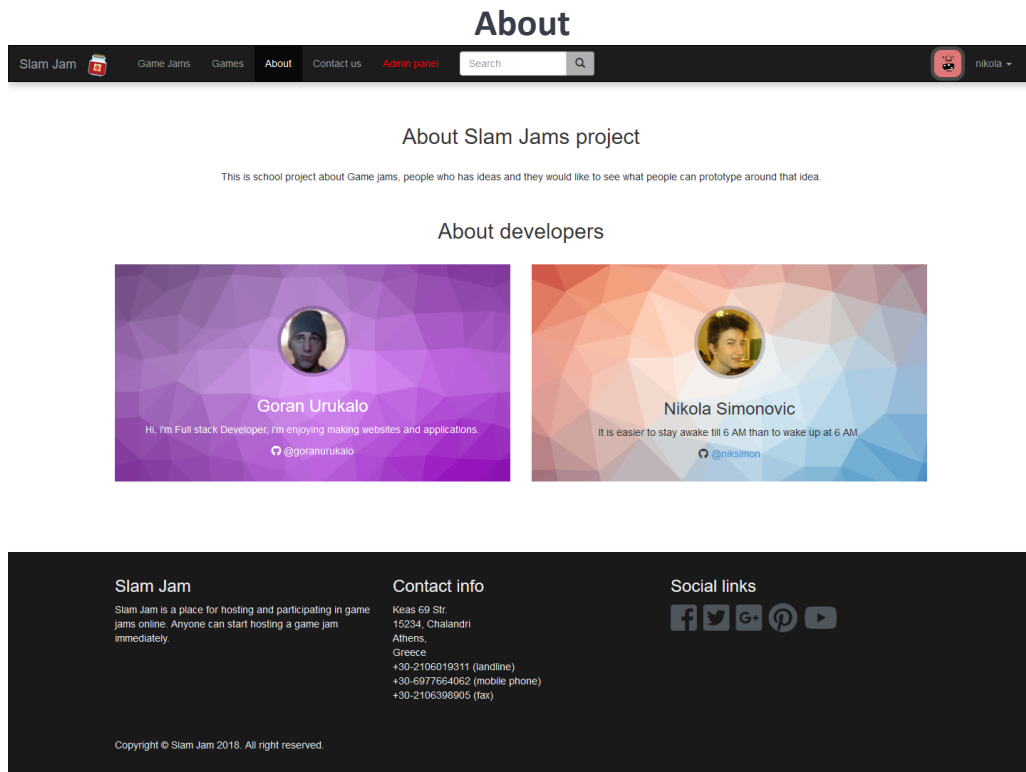 About
Slam Jam Game Jams Games About Contact us Admin panel Search nikola
About Slam Jams project
This is school project about Game jams, people who has ideas and they would like to see what people can prototype around that idea.
About developers
Goran Urukalo
Hi, i'm Full stack Developer, i'm enjoying making websites and applications.
@goranurukalo
Nikola Simonovic
It is easier to stay awake till 6 AM than to wake up at 6 AM.
@niksimon
Slam Jam
Slam Jam is a place for hosting and participating in game
jams online. Anyone can start hosting a game jam
immediately.
Contact info
Keas 69 Str.
15234, Chalandri
Athens,
Greece
+30-2106019311 (landline)
+30-6977664062 (mobile phone)
+30-2106398905 (fax)
Social links
Copyright © Slam Jam 2018. All right reserved.